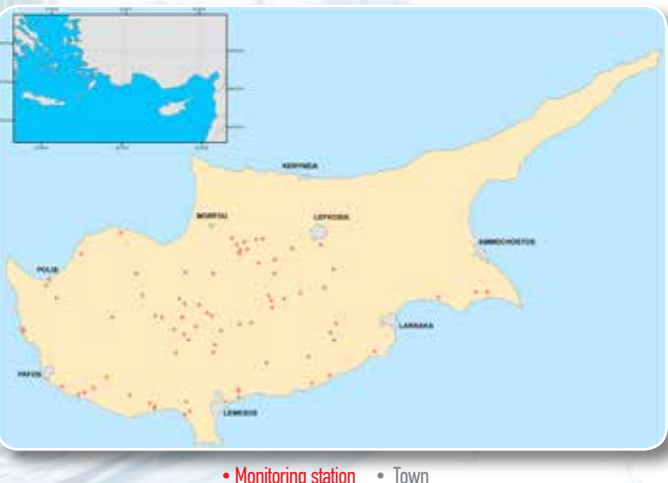 KERYNEIA
MORFOU
LEFKOSIA
AMMOCHOSTOS
POLIS
LARNAKA
PAFOS
LEMESOS
• Monitoring station • Town